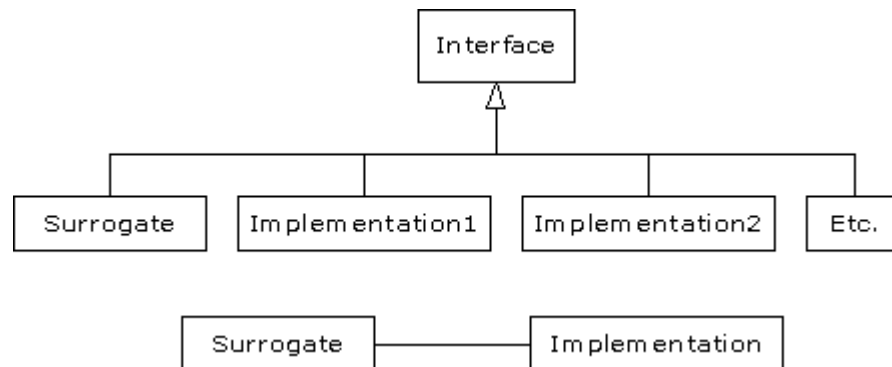 Interface
Surrogate Implementation1 Implementation2 Etc.
Surrogate Implementation